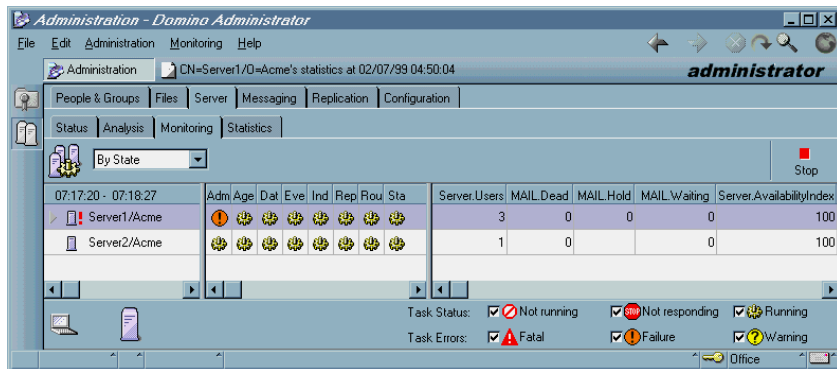 Administration - Domino Administrator
File Edit Administration Monitoring Help
Administration CN=Server1/O=Acme's statistics at 02/07/99 04:50:04 administrator
People & Groups Files Server Messaging Replication Configuration
Status Analysis Monitoring Statistics
By State
Stop
07:17:20 - 07:18:27 Adm Age Dat Eve Ind Rep Rou Sta Server.Users MAIL.Dead MAIL.Hold MAIL.Waiting Server.AvailabilityIndex
Server1/Acme 3 0 0 0 100
Server2/Acme 1 0 0 100
Task Status: Not running STOP Not responding Running
Task Errors: Fatal Failure Warning
Office